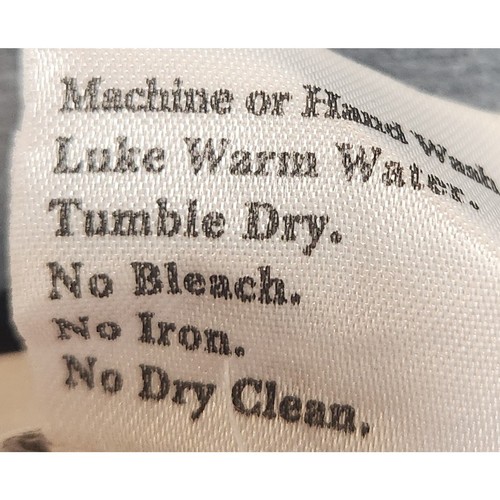 Machine or Hand Wash
Luke Warm Water.
Tumble Dry.
No Bleach.
No Iron.
No Dry Clean.